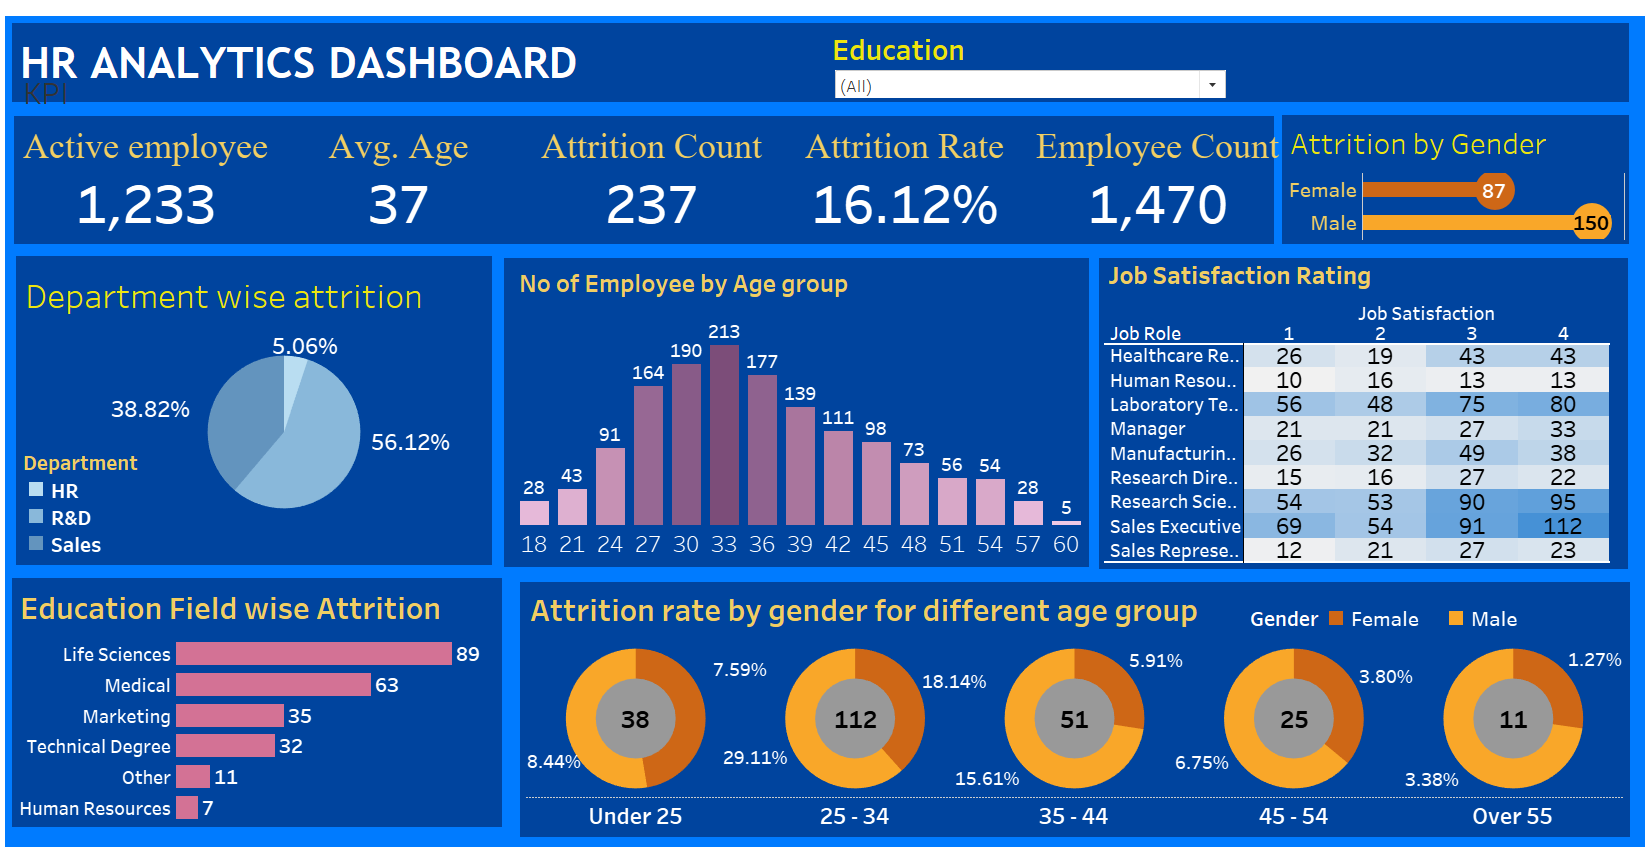 HR ANALYTICS DASHBOARD
KPI
Education
(All)
Active employee Avg. Age Attrition Count Attrition Rate Employee Count
1,233 37 237 16.12% 1,470
Attrition by Gender
Female 87
Male 150
Department wise attrition
5.06%
38.82%
56.12%
Department
HR
R&D
Sales
No of Employee by Age group
28 43 91 164 190 213 177 139 111 98 73 56 54 28 5
18 21 24 27 30 33 36 39 42 45 48 51 54 57 60
Job Satisfaction Rating
Job Satisfaction
Job Role 1 2 3 4
Healthcare Re.. 26 19 43 43
Human Resou.. 10 16 13 13
Laboratory Te.. 56 48 75 80
Manager 21 21 27 33
Manufacturin.. 26 32 49 38
Research Dire.. 15 16 27 22
Research Scie.. 54 53 90 95
Sales Executive 69 54 91 112
Sales Represe.. 12 21 27 23
Education Field wise Attrition
Life Sciences 89
Medical 63
Marketing 35
Technical Degree 32
Other 11
Human Resources 7
Attrition rate by gender for different age group
Gender Female Male
7.59% 18.14% 5.91% 3.80% 1.27%
38 112 51 25 11
8.44% 29.11% 15.61% 6.75% 3.38%
Under 25 25 - 34 35 - 44 45 - 54 Over 55